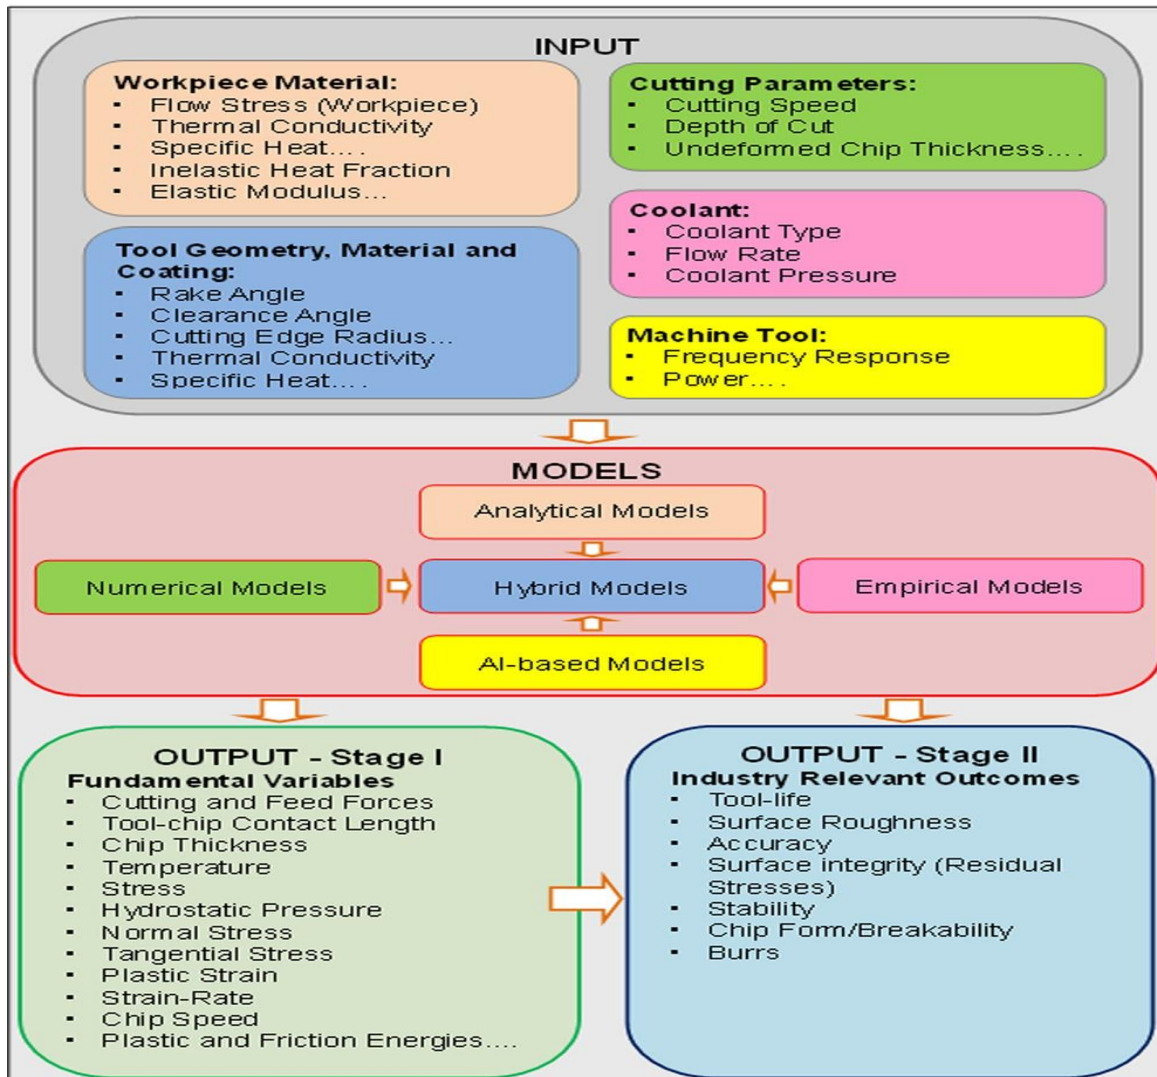 INPUT
Workpiece Material:
▪ Flow Stress (Workpiece)
▪ Thermal Conductivity
▪ Specific Heat....
▪ Inelastic Heat Fraction
▪ Elastic Modulus...
Tool Geometry, Material and
Coating:
▪ Rake Angle
▪ Clearance Angle
▪ Cutting Edge Radius...
▪ Thermal Conductivity
▪ Specific Heat....
Cutting Parameters:
▪ Cutting Speed
▪ Depth of Cut
▪ Undeformed Chip Thickness....
Coolant:
▪ Coolant Type
▪ Flow Rate
▪ Coolant Pressure
Machine Tool:
▪ Frequency Response
▪ Power....
MODELS
Analytical Models
Numerical Models
Hybrid Models
Empirical Models
AI-based Models
OUTPUT - Stage I
Fundamental Variables
▪ Cutting and Feed Forces
▪ Tool-chip Contact Length
▪ Chip Thickness
▪ Temperature
▪ Stress
▪ Hydrostatic Pressure
▪ Normal Stress
▪ Tangential Stress
▪ Plastic Strain
▪ Strain-Rate
▪ Chip Speed
▪ Plastic and Friction Energies....
OUTPUT - Stage II
Industry Relevant Outcomes
▪ Tool-life
▪ Surface Roughness
▪ Accuracy
▪ Surface integrity (Residual
Stresses)
▪ Stability
▪ Chip Form/Breakability
▪ Burrs